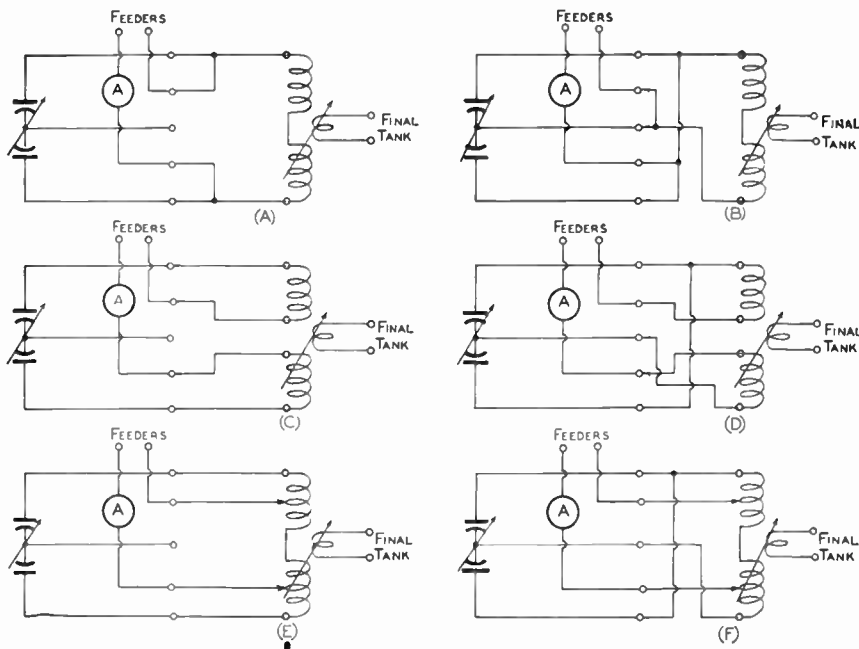 FEEDERS
A
FINAL
TANK
(A)
FEEDERS
A
FINAL
TANK
(B)
FEEDERS
A
FINAL
TANK
(C)
FEEDERS
A
FINAL
TANK
(D)
FEEDERS
A
FINAL
TANK
(E)
FEEDERS
A
FINAL
TANK
(F)